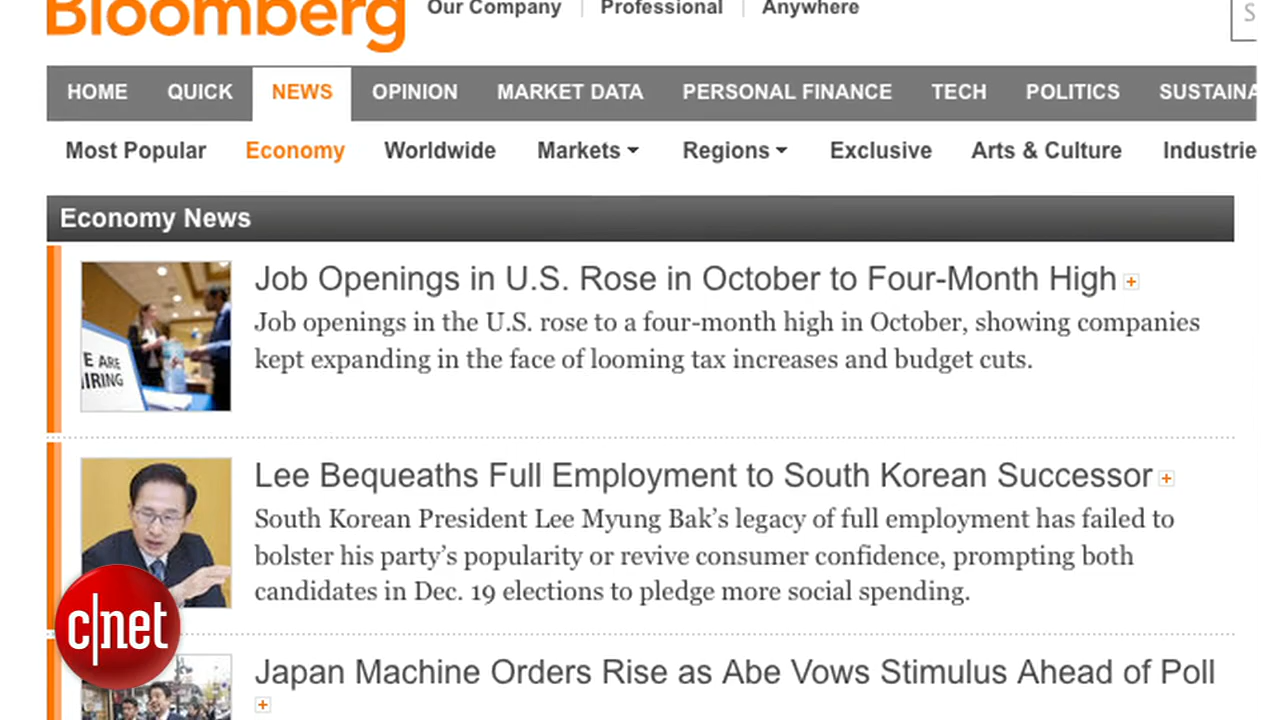 Bloomberg
Our Company Professional Anywhere
S
HOME QUICK NEWS OPINION MARKET DATA PERSONAL FINANCE TECH POLITICS SUSTAINA
Most Popular Economy Worldwide Markets Regions Exclusive Arts & Culture Industrie
Economy News
Job Openings in U.S. Rose in October to Four-Month High
Job openings in the U.S. rose to a four-month high in October, showing companies
kept expanding in the face of looming tax increases and budget cuts.
E ARE
IRING
Lee Bequeaths Full Employment to South Korean Successor
South Korean President Lee Myung Bak’s legacy of full employment has failed to
bolster his party’s popularity or revive consumer confidence, prompting both
candidates in Dec. 19 elections to pledge more social spending.
c|net
Japan Machine Orders Rise as Abe Vows Stimulus Ahead of Poll